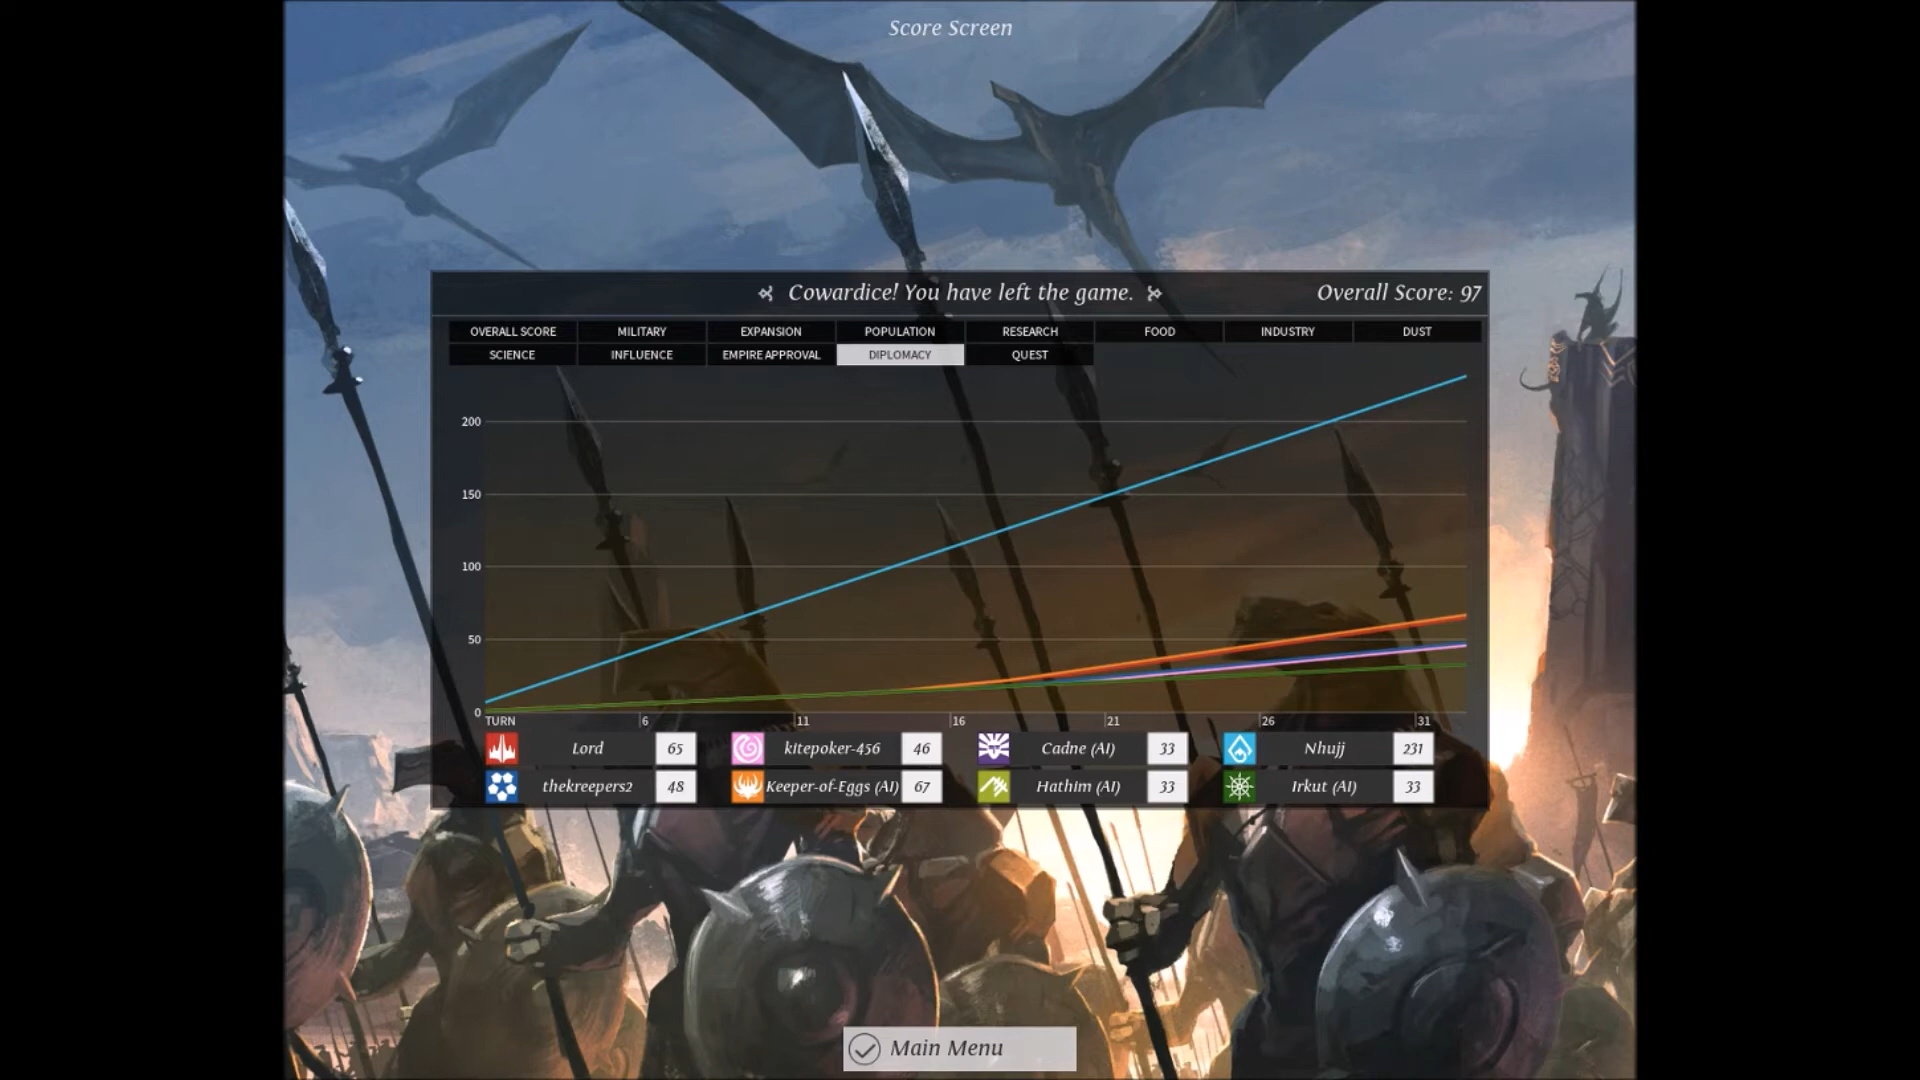 Score Screen
Cowardice! You have left the game.
Overall Score: 97
OVERALL SCORE MILITARY EXPANSION POPULATION RESEARCH FOOD INDUSTRY DUST
SCIENCE INFLUENCE EMPIRE APPROVAL DIPLOMACY QUEST
200
150
100
50
0
TURN 6 11 16 21 26 31
Lord 65 kitepoker-456 46 Cadne (AI) 33 Nhujj 231
thekreepers2 48 Keeper-of-Eggs (AI) 67 Hathim (AI) 33 Irkut (AI) 33
Main Menu